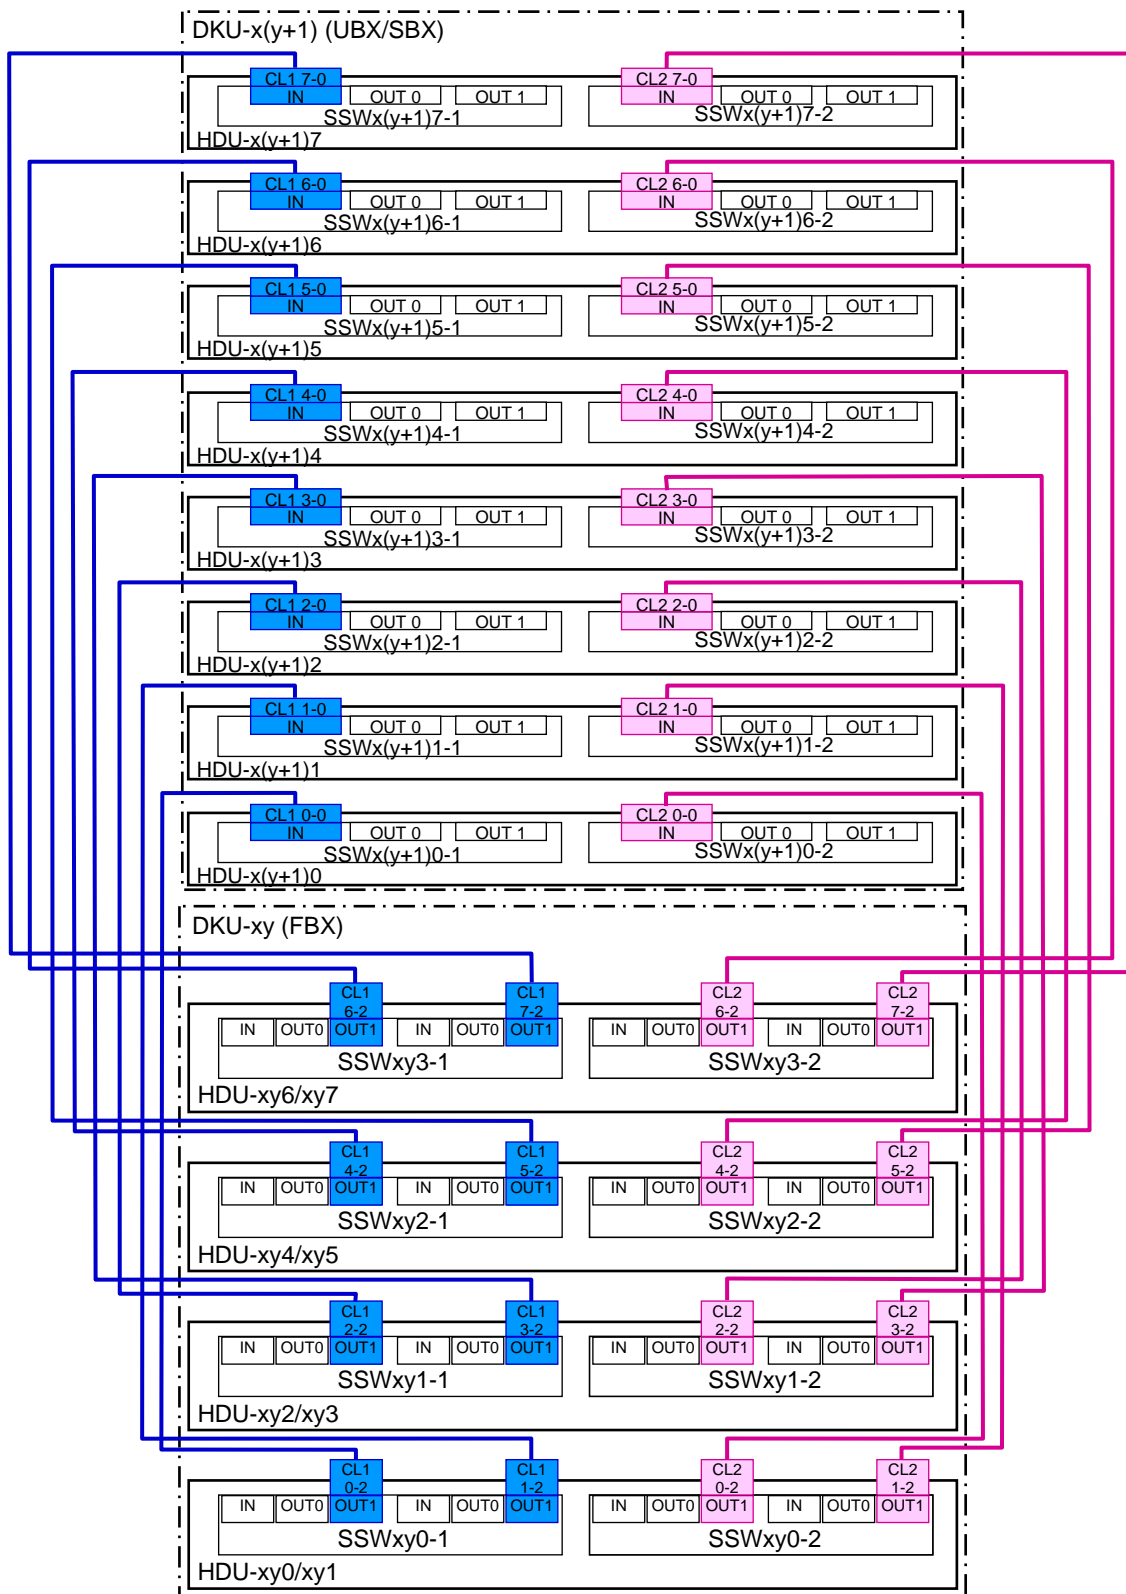 DKU-x(y+1) (UBX/SBX)
CL1 7-0 CL2 7-0
IN OUT 0 OUT 1 IN OUT 0 OUT 1
SSWx(y+1)7-1 SSWx(y+1)7-2
HDU-x(y+1)7
CL1 6-0 CL2 6-0
IN OUT 0 OUT 1 IN OUT 0 OUT 1
SSWx(y+1)6-1 SSWx(y+1)6-2
HDU-x(y+1)6
CL1 5-0 CL2 5-0
IN OUT 0 OUT 1 IN OUT 0 OUT 1
SSWx(y+1)5-1 SSWx(y+1)5-2
HDU-x(y+1)5
CL1 4-0 CL2 4-0
IN OUT 0 OUT 1 IN OUT 0 OUT 1
SSWx(y+1)4-1 SSWx(y+1)4-2
HDU-x(y+1)4
CL1 3-0 CL2 3-0
IN OUT 0 OUT 1 IN OUT 0 OUT 1
SSWx(y+1)3-1 SSWx(y+1)3-2
HDU-x(y+1)3
CL1 2-0 CL2 2-0
IN OUT 0 OUT 1 IN OUT 0 OUT 1
SSWx(y+1)2-1 SSWx(y+1)2-2
HDU-x(y+1)2
CL1 1-0 CL2 1-0
IN OUT 0 OUT 1 IN OUT 0 OUT 1
SSWx(y+1)1-1 SSWx(y+1)1-2
HDU-x(y+1)1
CL1 0-0 CL2 0-0
IN OUT 0 OUT 1 IN OUT 0 OUT 1
SSWx(y+1)0-1 SSWx(y+1)0-2
HDU-x(y+1)0
DKU-xy (FBX)
CL1 CL1 CL2 CL2
6-2 7-2 6-2 7-2
IN OUT0 OUT1 IN OUT0 OUT1 IN OUT0 OUT1 IN OUT0 OUT1
SSWxy3-1 SSWxy3-2
HDU-xy6/xy7
CL1 CL1 CL2 CL2
4-2 5-2 4-2 5-2
IN OUT0 OUT1 IN OUT0 OUT1 IN OUT0 OUT1 IN OUT0 OUT1
SSWxy2-1 SSWxy2-2
HDU-xy4/xy5
CL1 CL1 CL2 CL2
2-2 3-2 2-2 3-2
IN OUT0 OUT1 IN OUT0 OUT1 IN OUT0 OUT1 IN OUT0 OUT1
SSWxy1-1 SSWxy1-2
HDU-xy2/xy3
CL1 CL1 CL2 CL2
0-2 1-2 0-2 1-2
IN OUT0 OUT1 IN OUT0 OUT1 IN OUT0 OUT1 IN OUT0 OUT1
SSWxy0-1 SSWxy0-2
HDU-xy0/xy1